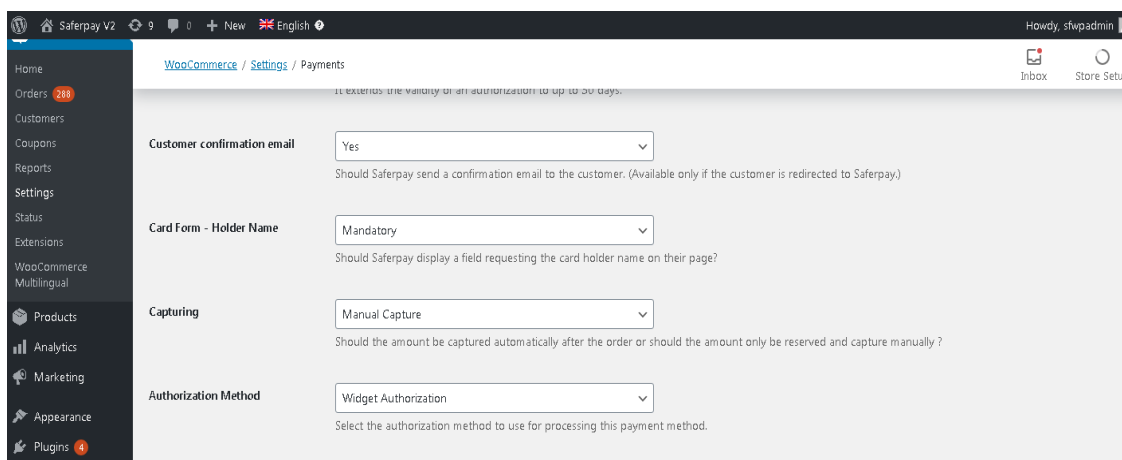 Saferpay V2 9 0 New English Howdy, sfwpadmin
WooCommerce / Settings / Payments
Inbox
Store Setu
Home
Orders 288
Customers
Coupons
Reports
Settings
Status
Extensions
WooCommerce
Multilingual
Products
Analytics
Marketing
Appearance
Plugins 4
It extends the validity of an authorization to up to 30 days.
Customer confirmation email
Yes
Should Saferpay send a confirmation email to the customer. (Available only if the customer is redirected to Saferpay.)
Card Form - Holder Name
Mandatory
Should Saferpay display a field requesting the card holder name on their page?
Capturing
Manual Capture
Should the amount be captured automatically after the order or should the amount only be reserved and capture manually ?
Authorization Method
Widget Authorization
Select the authorization method to use for processing this payment method.